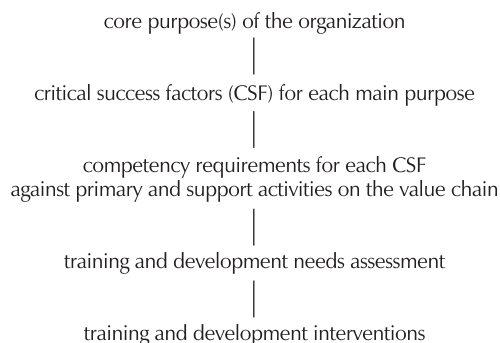 core purpose(s) of the organization
critical success factors (CSF) for each main purpose
competency requirements for each CSF
against primary and support activities on the value chain
training and development needs assessment
training and development interventions